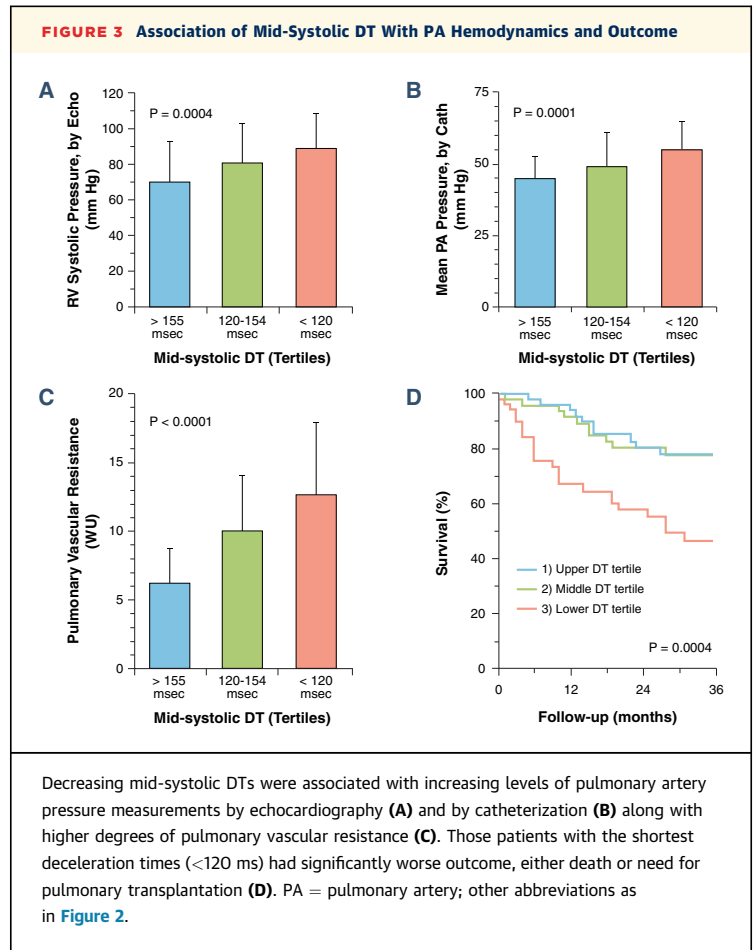 FIGURE 3 Association of Mid-Systolic DT With PA Hemodynamics and Outcome
A
RV Systolic Pressure, by Echo
(mm Hg)
120
100
80
60
40
20
0
P = 0.0004
> 155
msec
120-154
msec
< 120
msec
Mid-systolic DT (Tertiles)
B
Mean PA Pressure, by Cath
(mm Hg)
75
50
25
0
P = 0.0001
> 155
msec
120-154
msec
< 120
msec
Mid-systolic DT (Tertiles)
C
Pulmonary Vascular Resistance
(WU)
20
15
10
5
0
P < 0.0001
> 155
msec
120-154
msec
< 120
msec
Mid-systolic DT (Tertiles)
D
Survival (%)
100
80
60
40
20
0
1) Upper DT tertile
2) Middle DT tertile
3) Lower DT tertile
P = 0.0004
0
12
24
36
Follow-up (months)
Decreasing mid-systolic DTs were associated with increasing levels of pulmonary artery
pressure measurements by echocardiography (A) and by catheterization (B) along with
higher degrees of pulmonary vascular resistance (C). Those patients with the shortest
deceleration times (<120 ms) had significantly worse outcome, either death or need for
pulmonary transplantation (D). PA = pulmonary artery; other abbreviations as
in Figure 2.